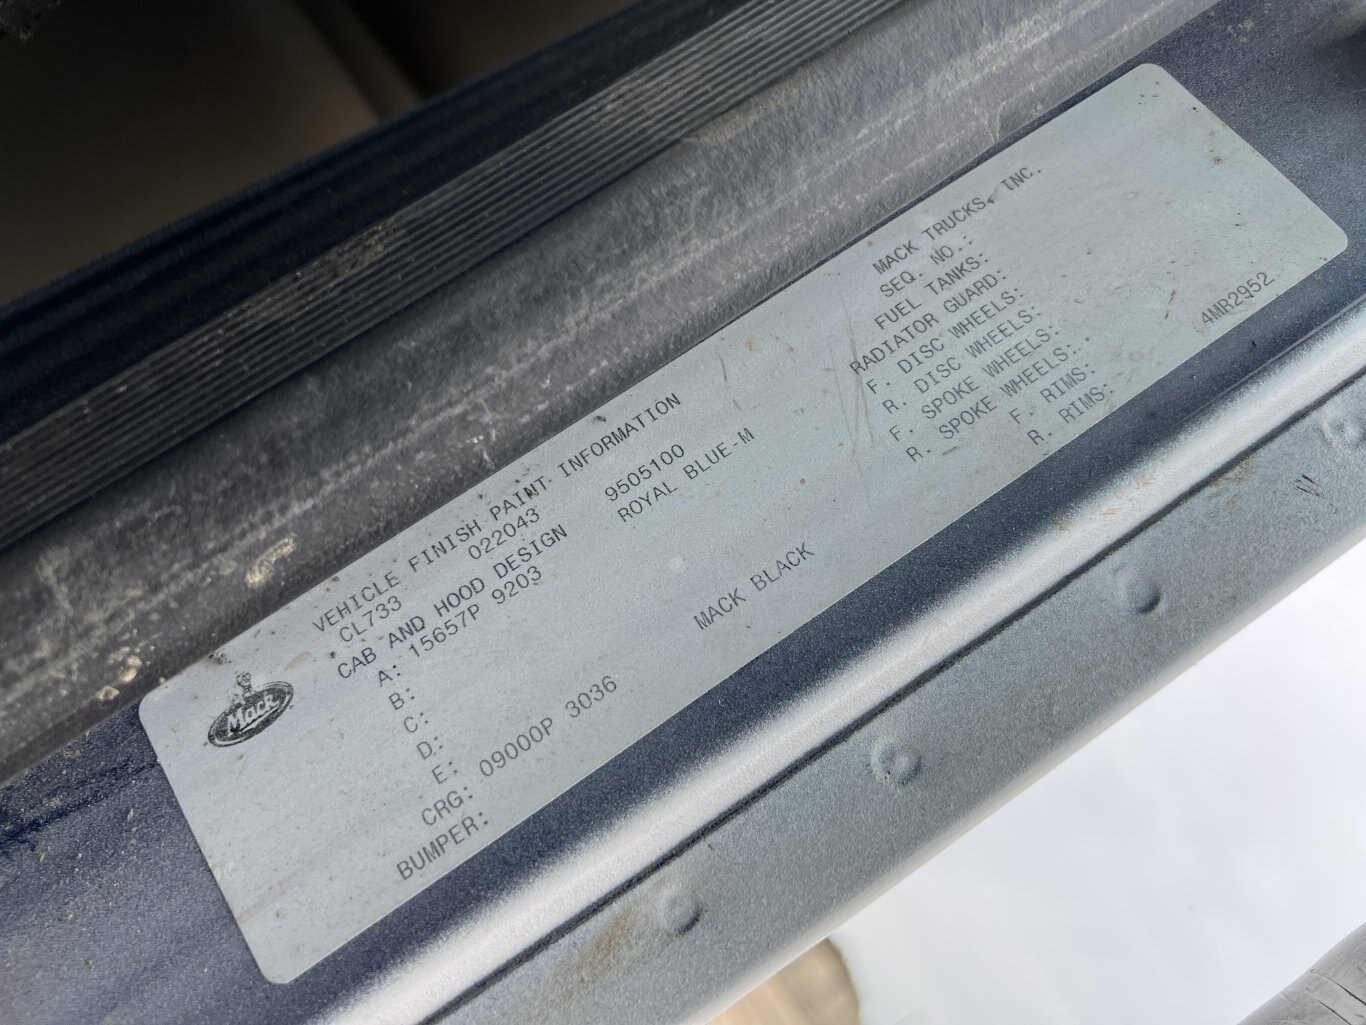 VEHICLE FINISH PAINT INFORMATION
CL733 022043 9505100
CAB AND HOOD DESIGN ROYAL BLUE-M
A: 15657P 9203
B:
C:
D:
E:
CRG: 09000P 3036 MACK BLACK
BUMPER:
Mack
MACK TRUCKS, INC.
SEQ. NO.:
FUEL TANKS:
RADIATOR GUARD:
F. DISC WHEELS:
R. DISC WHEELS:
F. SPOKE WHEELS:
R. SPOKE WHEELS:
F. RIMS:
R. RIMS:
4MR2952